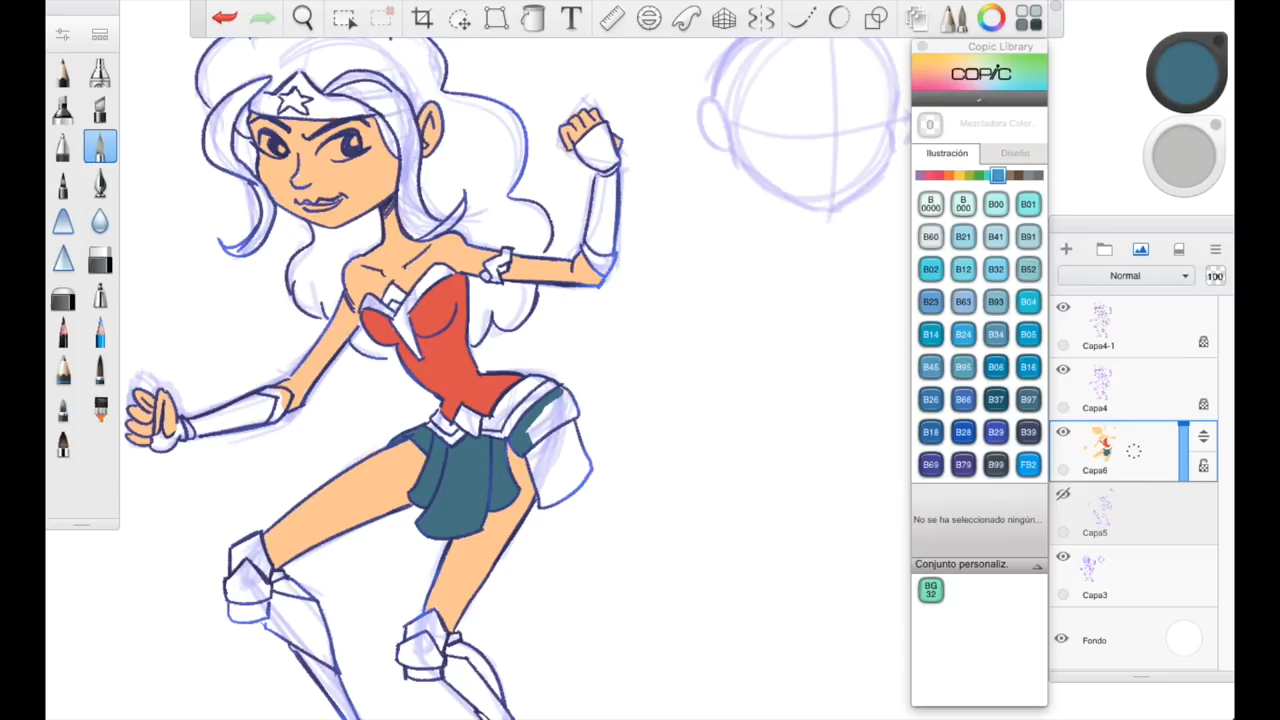 Copic Library
COPIC
0 Mezcladora Color..
Ilustración Diseño
B 0000 B 000 B00 B01
B60 B21 B41 B91
B02 B12 B32 B52
B23 B63 B93 B04
B14 B24 B34 B05
B45 B95 B06 B16
B26 B66 B37 B97
B18 B28 B29 B39
B69 B79 B99 FB2
No se ha seleccionado ningún...
Conjunto personaliz.
BG 32
Normal 100
Capa4-1
Capa4
Capa6
Capa5
Capa3
Fondo
T